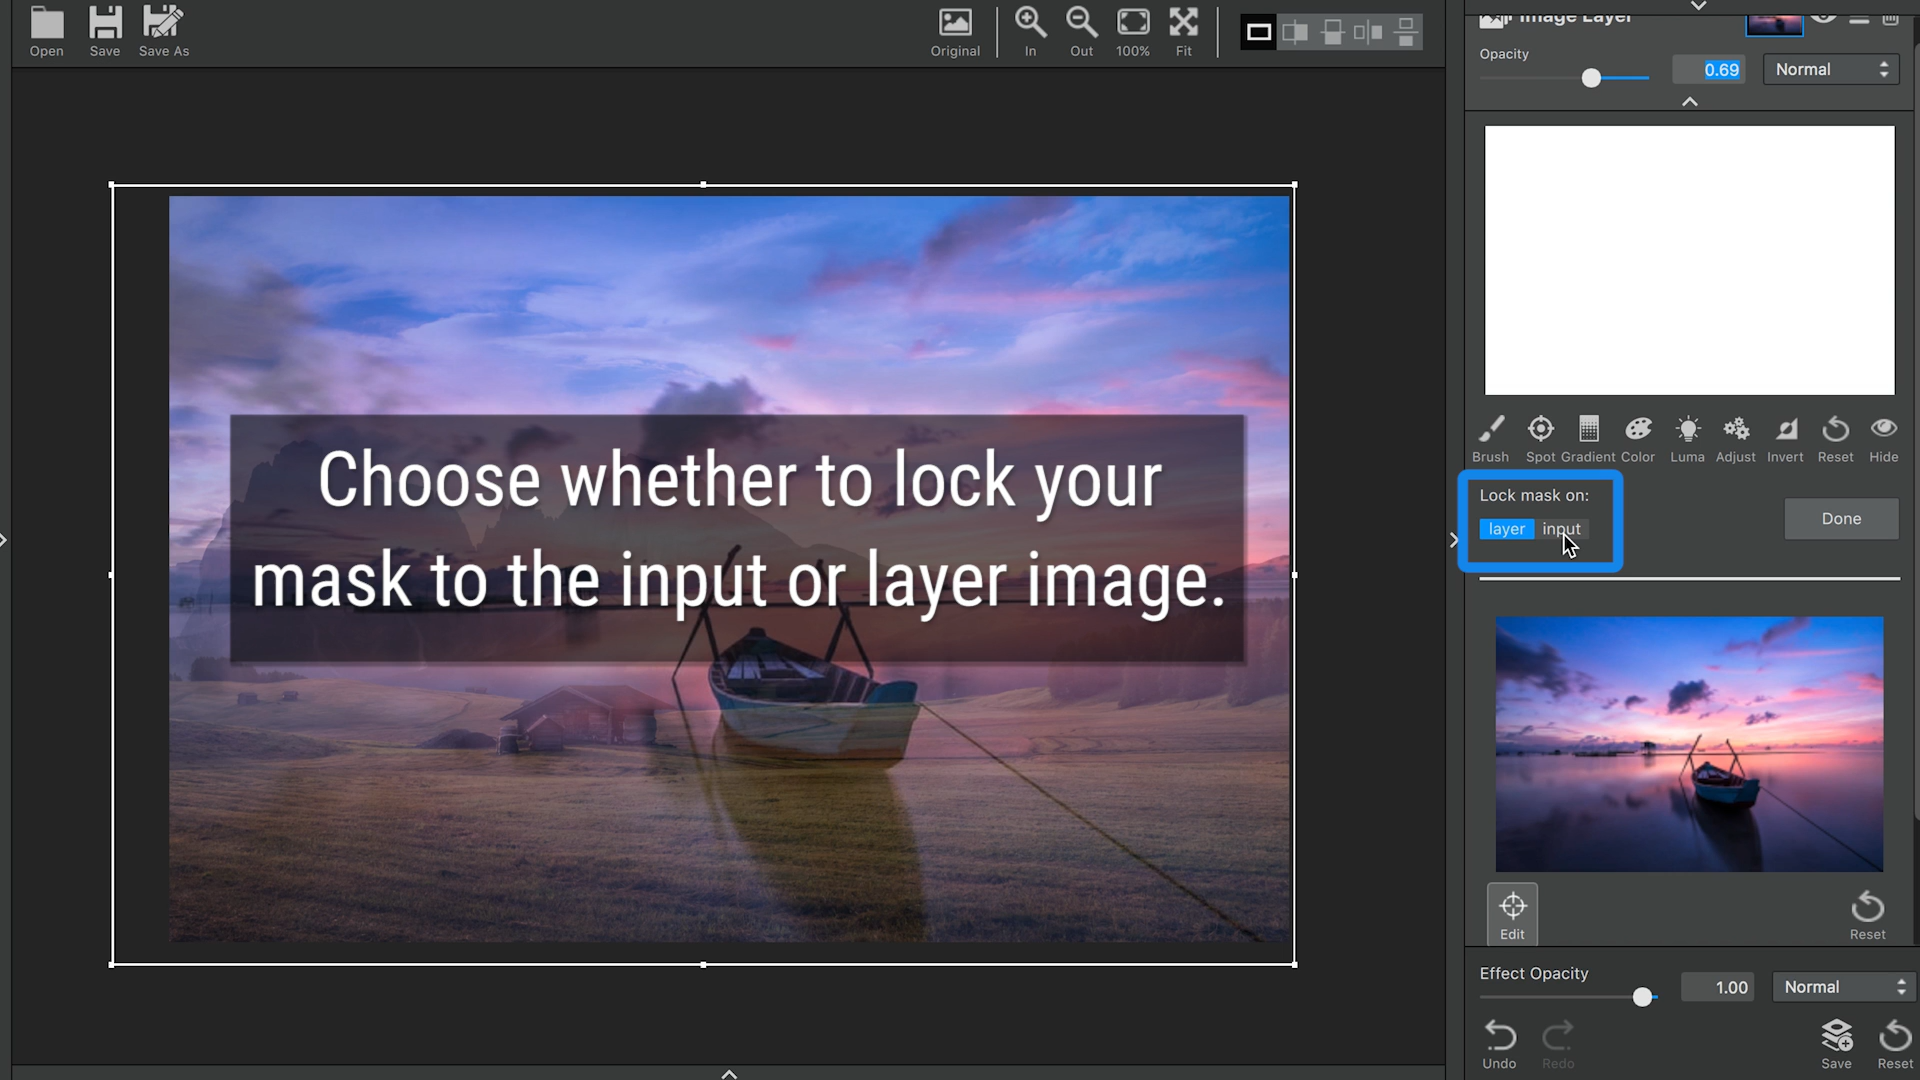 Open Save Save As Original In Out 100% Fit
Image Layer
Opacity
0.69 Normal
Brush Spot Gradient Color Luma Adjust Invert Reset Hide
Lock mask on:
layer input
Done
Choose whether to lock your
mask to the input or layer image.
Edit
Reset
Effect Opacity
1.00 Normal
Undo Redo Save Reset